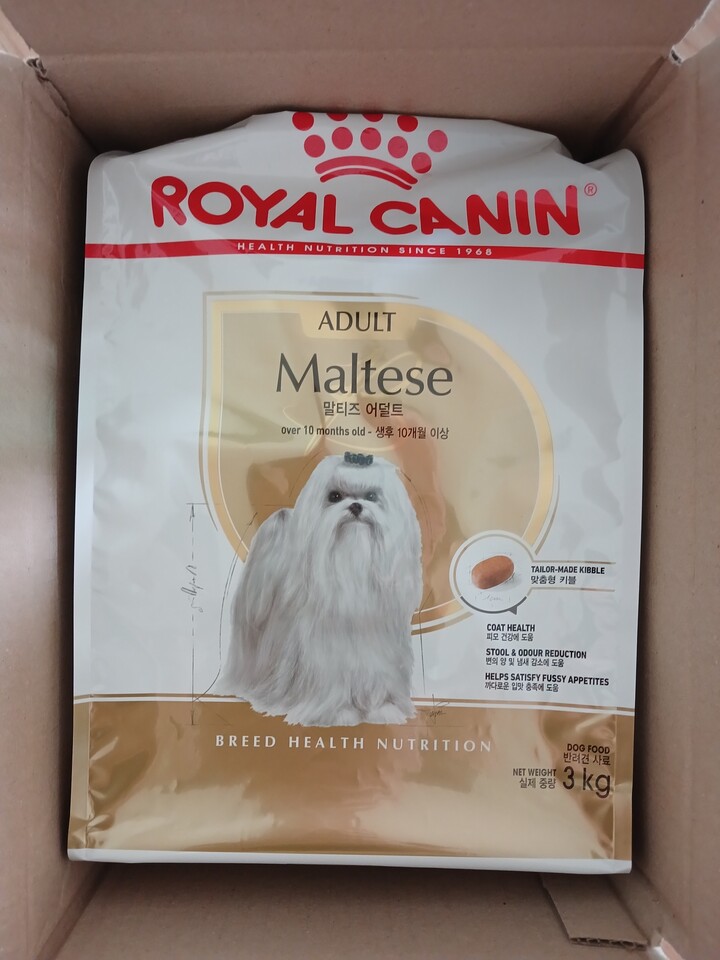 ROYAL CANIN®
HEALTH NUTRITION SINCE 1968
ADULT
Maltese
말티즈 어덜트
over 10 months old - 생후 10개월 이상
TAILOR-MADE KIBBLE
맞춤형 키블
COAT HEALTH
피모 건강에 도움
STOOL & ODOUR REDUCTION
변의 양 및 냄새 감소에 도움
HELPS SATISFY FUSSY APPETITES
까다로운 입맛 충족에 도움
BREED HEALTH NUTRITION
DOG FOOD
반려견 사료
NET WEIGHT
실제 중량
3 kg